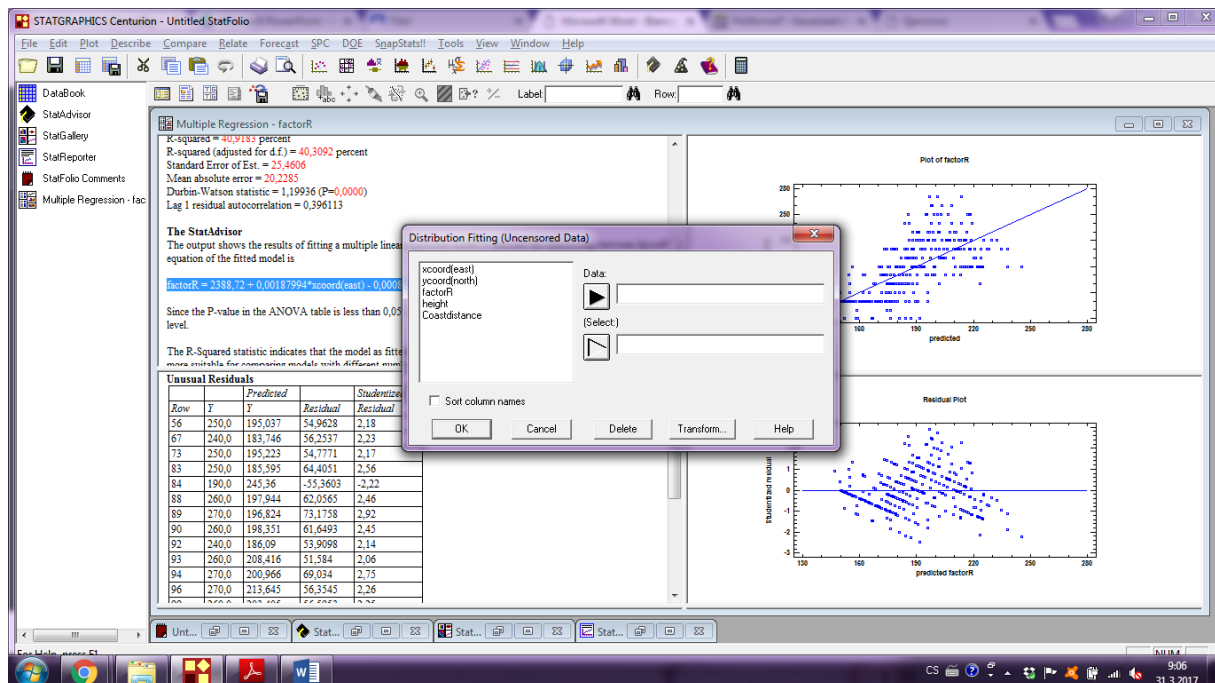 STATGRAPHICS Centurion - Untitled StatFolio
File Edit Plot Describe Compare Relate Forecast SPC DOE SnapStats!! Tools View Window Help
Label: Row:
DataBook
StatAdvisor
StatGallery
StatReporter
StatFolio Comments
Multiple Regression - fac
Multiple Regression - factorR
R-squared = 40,9183 percent
R-squared (adjusted for d.f.) = 40,3092 percent
Standard Error of Est. = 25,4606
Mean absolute error = 20,2285
Durbin-Watson statistic = 1,19936 (P=0,0000)
Lag 1 residual autocorrelation = 0,396113
The StatAdvisor
The output shows the results of fitting a multiple linear
equation of the fitted model is
factorR = 2388,72 + 0,00187994*xcoord(east) - 0,0008
Since the P-value in the ANOVA table is less than 0,05
level.
The R-Squared statistic indicates that the model as fitte
more suitable for comparing models with different num
Unusual Residuals
Predicted Studentized
Row Y Y Residual Residual
56 250,0 195,037 54,9628 2,18
67 240,0 183,746 56,2537 2,23
73 250,0 195,223 54,7771 2,17
83 250,0 185,595 64,4051 2,56
84 190,0 245,36 -55,3603 -2,22
88 260,0 197,944 62,0565 2,46
89 270,0 196,824 73,1758 2,92
90 260,0 198,351 61,6493 2,45
92 240,0 186,09 53,9098 2,14
93 260,0 208,416 51,584 2,06
94 270,0 200,966 69,034 2,75
96 270,0 213,645 56,3545 2,26
Distribution Fitting (Uncensored Data)
xcoord(east)
ycoord(north)
factorR
height
Coastdistance
Data:
(Select:)
Sort column names
OK Cancel Delete Transform... Help
Plot of factorR
280
250
160 190 220 250 280
predicted
Residual Plot
Studentized residual
1
0
-1
-2
-3
130 160 190 220 250 280
predicted factorR
Unt... Stat... Stat... Stat...
For Help, press F1
NUM
CS
9:06
31.3.2017